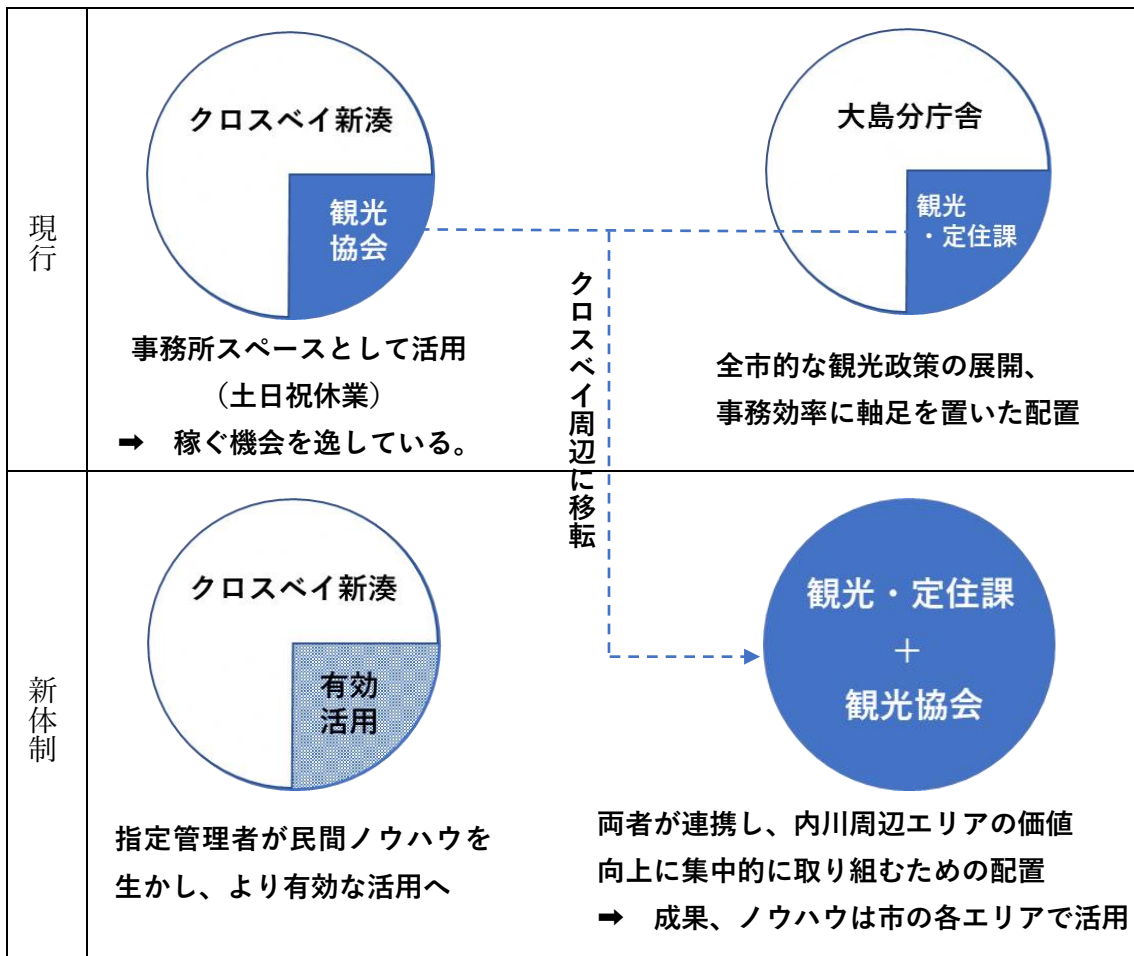 現行
クロスベイ新湊
観光
協会
事務所スペースとして活用
（土日祝休業）
➡ 稼ぐ機会を逸している。
大島分庁舎
観光
・定住課
全市的な観光政策の展開、
事務効率に軸足を置いた配置
クロスベイ周辺に移転
新体制
クロスベイ新湊
有効
活用
指定管理者が民間ノウハウを
生かし、より有効な活用へ
観光・定住課
＋
観光協会
両者が連携し、内川周辺エリアの価値
向上に集中的に取り組むための配置
➡ 成果、ノウハウは市の各エリアで活用